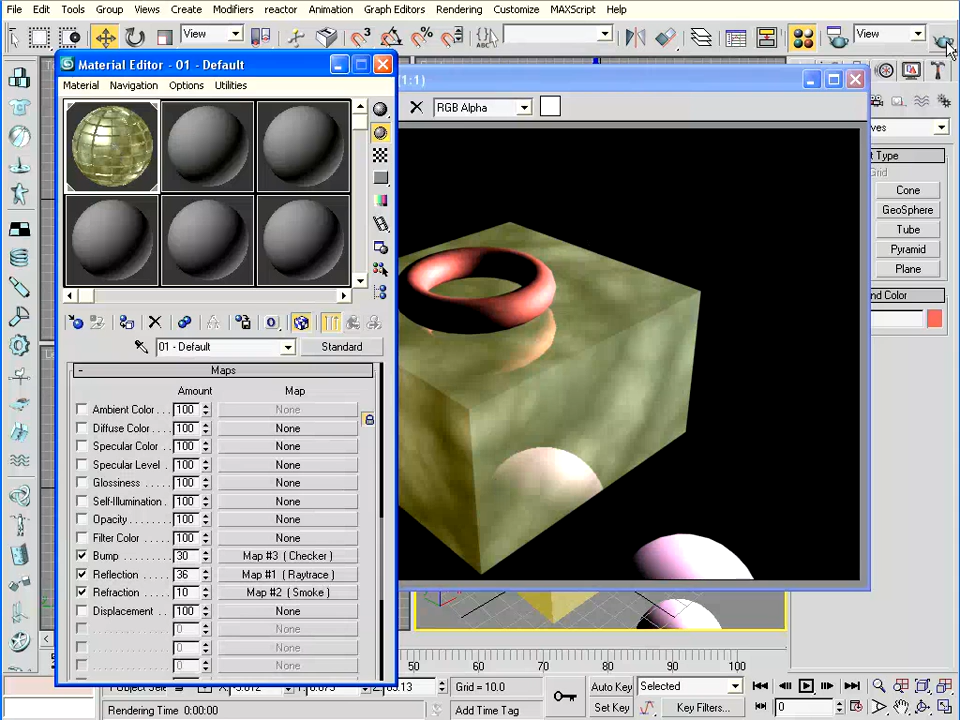 File Edit Tools Group Views Create Modifiers reactor Animation Graph Editors Rendering Customize MAXScript Help
View View
Material Editor - 01 - Default
(1:1)
Material Navigation Options Utilities
RGB Alpha
01 - Default Standard
- Maps
Amount Map
Ambient Color . . . 100 None
Diffuse Color . . . 100 None
Specular Color . . 100 None
Specular Level . . 100 None
Glossiness . . . . . 100 None
Self-Illumination . 100 None
Opacity . . . . . . . . 100 None
Filter Color . . . . . 100 None
Bump . . . . . . . . . 30 Map #3 ( Checker )
Reflection . . . . . 36 Map #1 ( Raytrace )
Refraction . . . . . 10 Map #2 ( Smoke )
Displacement . . . 100 None
0 None
0 None
0 None
ves
t Type
Grid
Cone
GeoSphere
Tube
Pyramid
Plane
nd Color
50 60 70 80 90 100
Grid = 10.0 Auto Key Selected
Rendering Time 0:00:00 Add Time Tag Set Key Key Filters... 0